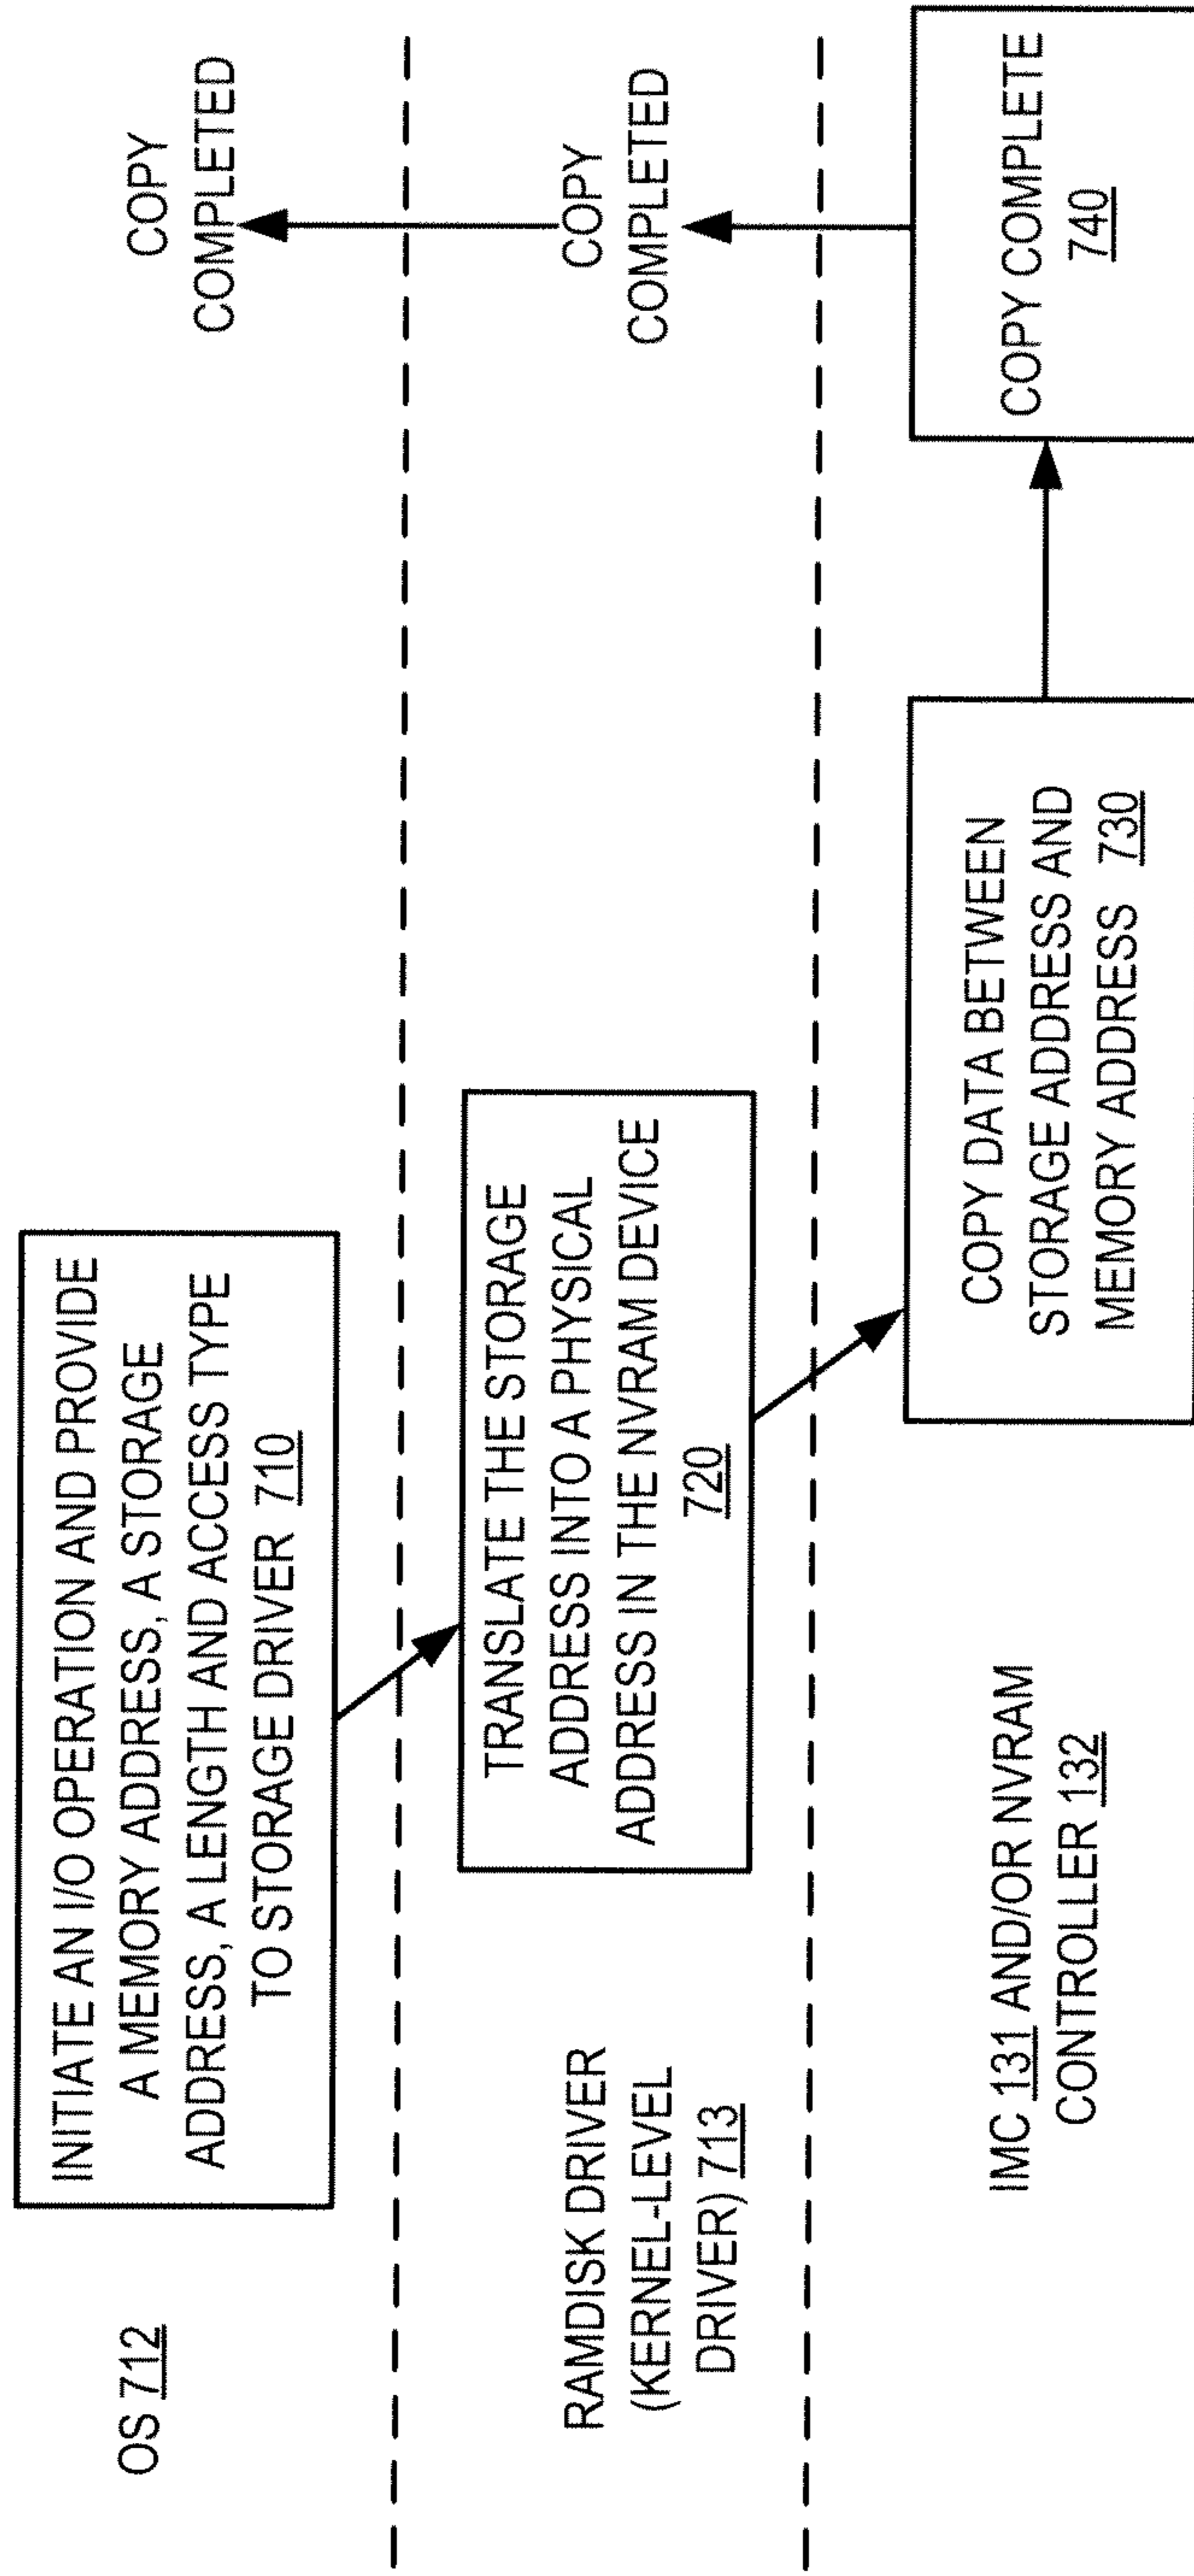 OS 712
INITIATE AN I/O OPERATION AND PROVIDE
A MEMORY ADDRESS, A STORAGE
ADDRESS, A LENGTH AND ACCESS TYPE
TO STORAGE DRIVER 710
COPY
COMPLETED
RAMDISK DRIVER
(KERNEL-LEVEL
DRIVER) 713
TRANSLATE THE STORAGE
ADDRESS INTO A PHYSICAL
ADDRESS IN THE NVRAM DEVICE
720
COPY
COMPLETED
IMC 131 AND/OR NVRAM
CONTROLLER 132
COPY DATA BETWEEN
STORAGE ADDRESS AND
MEMORY ADDRESS 730
COPY COMPLETE
740